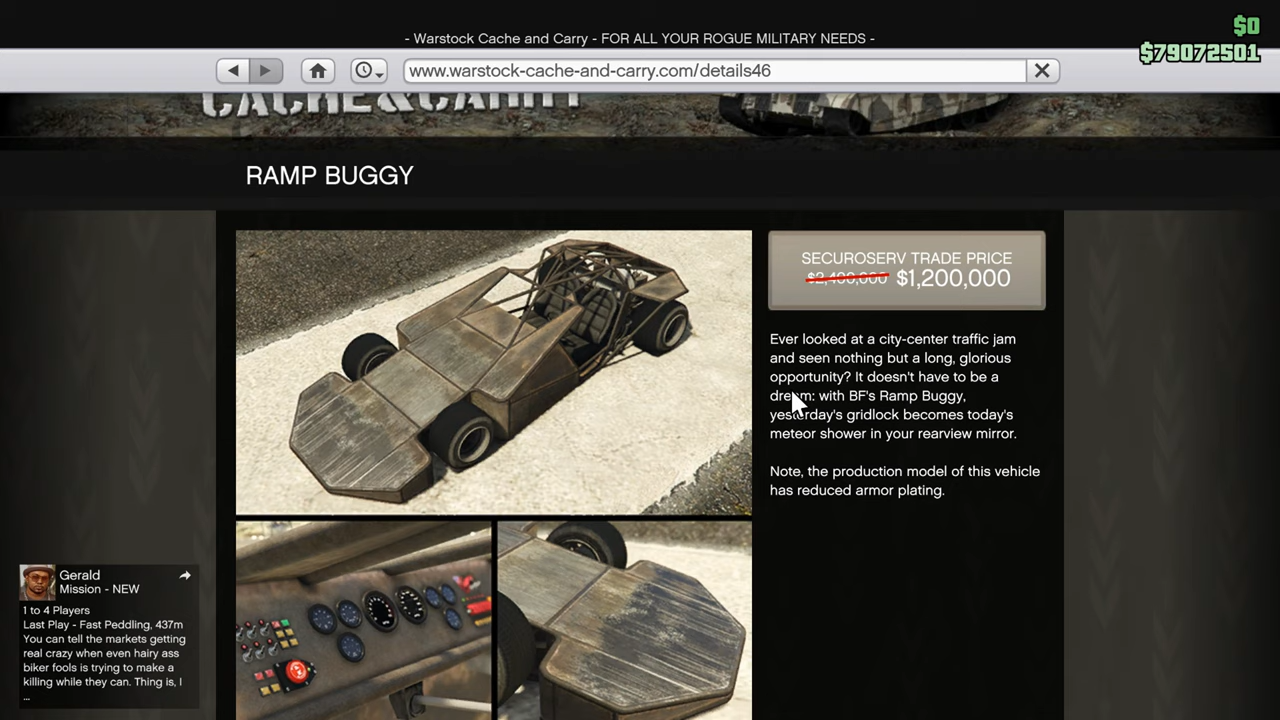 $0
$79072501
- Warstock Cache and Carry - FOR ALL YOUR ROGUE MILITARY NEEDS -
www.warstock-cache-and-carry.com/details46
CACHE&CARRY
RAMP BUGGY
SECUROSERV TRADE PRICE
$2,400,000 $1,200,000
Ever looked at a city-center traffic jam
and seen nothing but a long, glorious
opportunity? It doesn't have to be a
dream: with BF's Ramp Buggy,
yesterday's gridlock becomes today's
meteor shower in your rearview mirror.
Note, the production model of this vehicle
has reduced armor plating.
Gerald
Mission - NEW
1 to 4 Players
Last Play - Fast Peddling, 437m
You can tell the markets getting
real crazy when even hairy ass
biker fools is trying to make a
killing while they can. Thing is, I
...